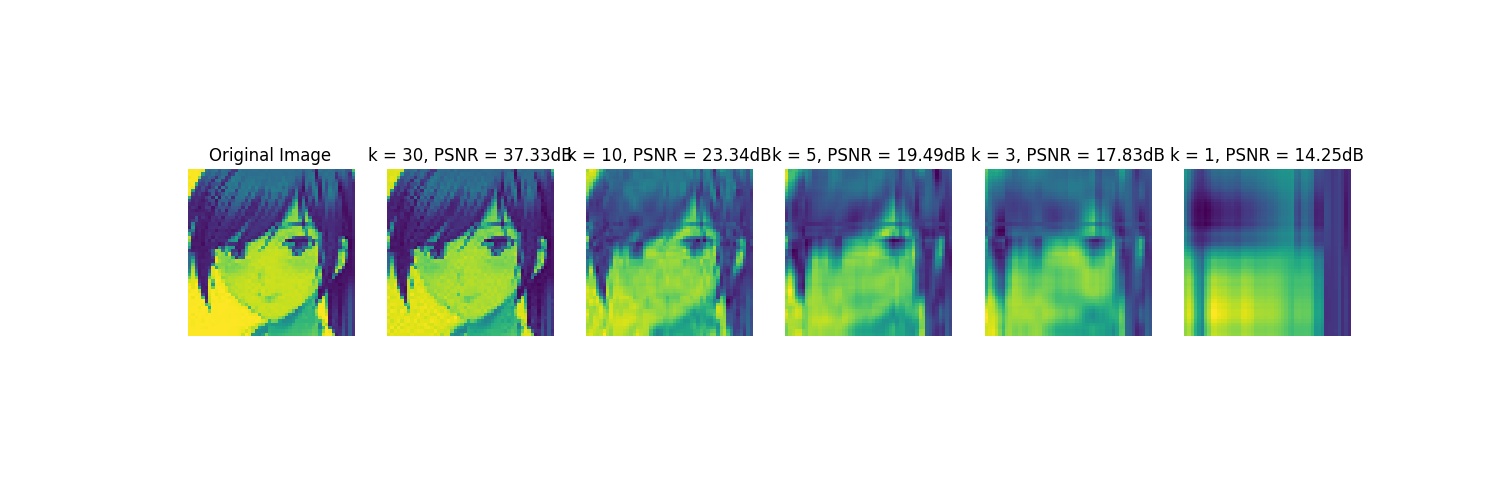 Original Image
k = 30, PSNR = 37.33dB
k = 10, PSNR = 23.34dB
k = 5, PSNR = 19.49dB
k = 3, PSNR = 17.83dB
k = 1, PSNR = 14.25dB